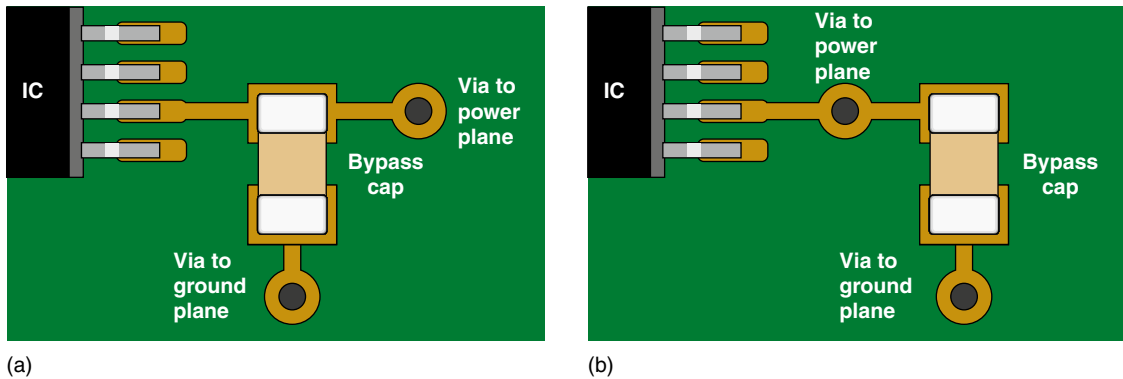 IC
Via to
power
plane
Bypass
cap
Via to
ground
plane
(a)
IC
Via to
power
plane
Bypass
cap
Via to
ground
plane
(b)